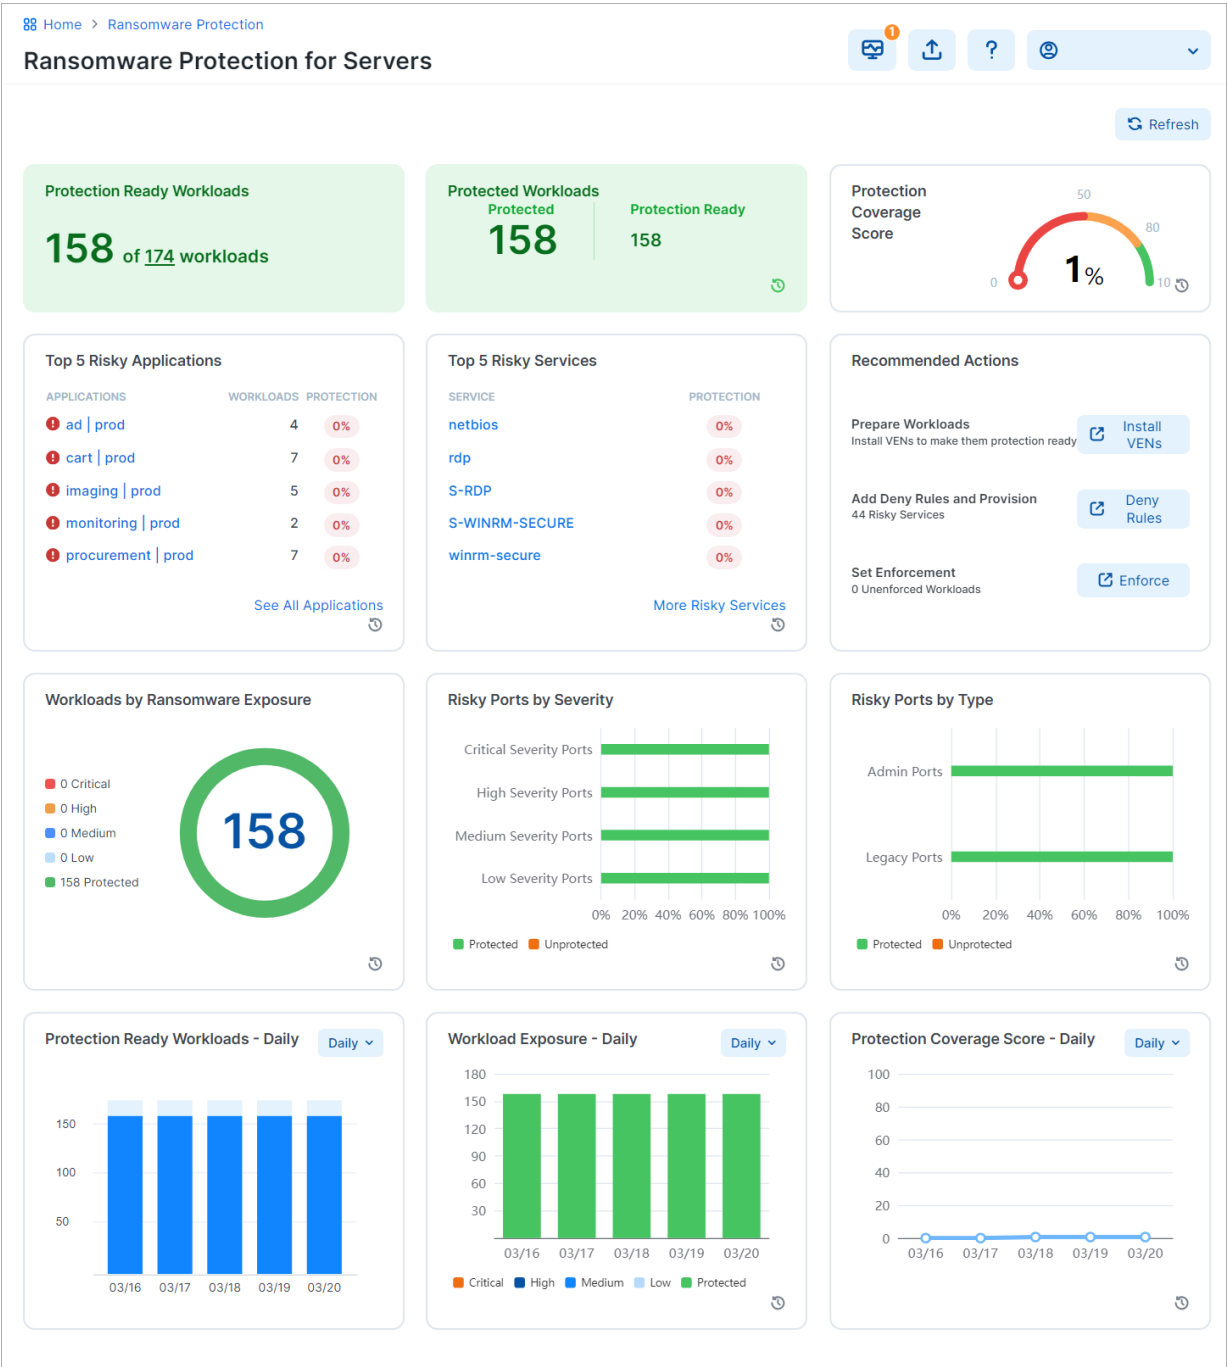 Home > Ransomware Protection
Ransomware Protection for Servers
1
?
Refresh
Protection Ready Workloads
158 of 174 workloads
Protected Workloads
Protected
158
Protection Ready
158
Protection
Coverage
Score
0
50
80
10
1%
Top 5 Risky Applications
APPLICATIONS WORKLOADS PROTECTION
ad | prod 4 0%
cart | prod 7 0%
imaging | prod 5 0%
monitoring | prod 2 0%
procurement | prod 7 0%
See All Applications
Top 5 Risky Services
SERVICE PROTECTION
netbios 0%
rdp 0%
S-RDP 0%
S-WINRM-SECURE 0%
winrm-secure 0%
More Risky Services
Recommended Actions
Prepare Workloads
Install VENs to make them protection ready
Install
VENs
Add Deny Rules and Provision
44 Risky Services
Deny
Rules
Set Enforcement
0 Unenforced Workloads
Enforce
Workloads by Ransomware Exposure
0 Critical
0 High
0 Medium
0 Low
158 Protected
158
Risky Ports by Severity
Critical Severity Ports
High Severity Ports
Medium Severity Ports
Low Severity Ports
0% 20% 40% 60% 80% 100%
Protected Unprotected
Risky Ports by Type
Admin Ports
Legacy Ports
0% 20% 40% 60% 80% 100%
Protected Unprotected
Protection Ready Workloads - Daily
Daily
150
100
50
03/16 03/17 03/18 03/19 03/20
Workload Exposure - Daily
Daily
180
150
120
90
60
30
03/16 03/17 03/18 03/19 03/20
Critical High Medium Low Protected
Protection Coverage Score - Daily
Daily
100
80
60
40
20
0
03/16 03/17 03/18 03/19 03/20